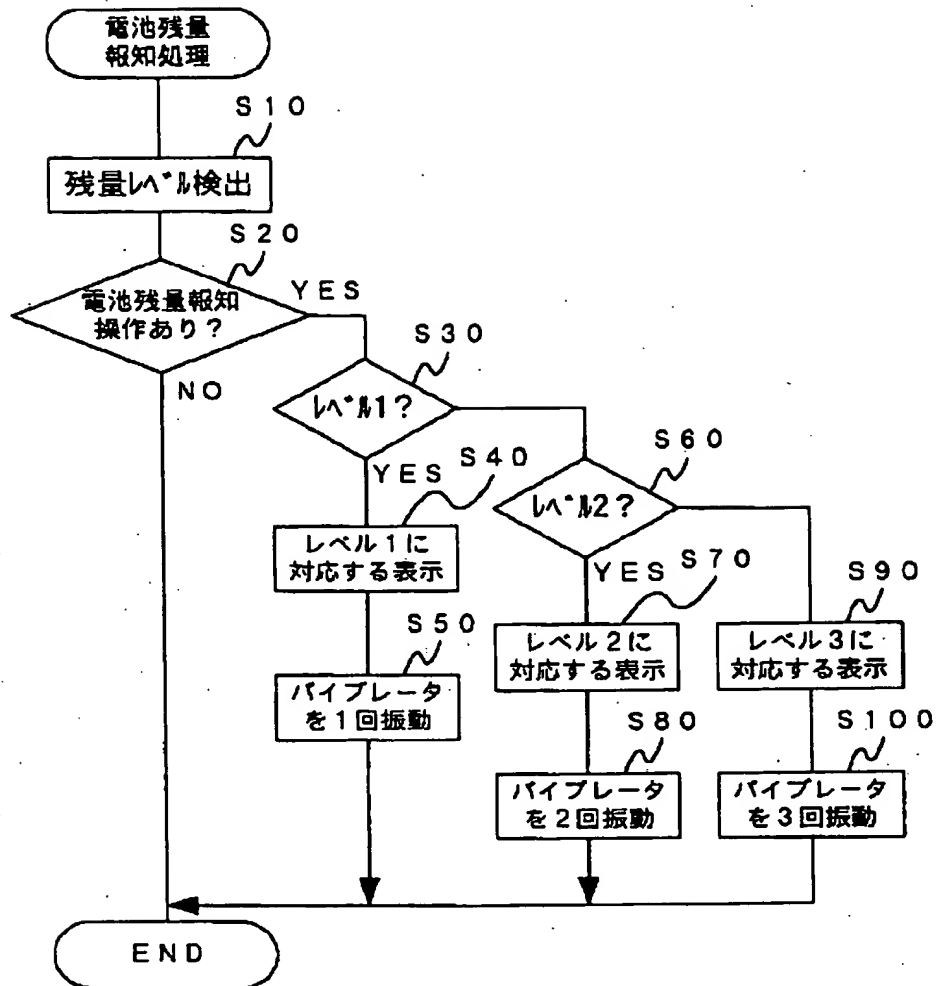 電池残量
報知処理
S10
残量レベル検出
S20
電池残量報知
操作あり？
YES
NO
S30
レベル1？
YES
S40
レベル1に
対応する表示
S50
バイブレータ
を1回振動
S60
レベル2？
YES
S70
レベル2に
対応する表示
S80
バイブレータ
を2回振動
S90
レベル3に
対応する表示
S100
バイブレータ
を3回振動
END